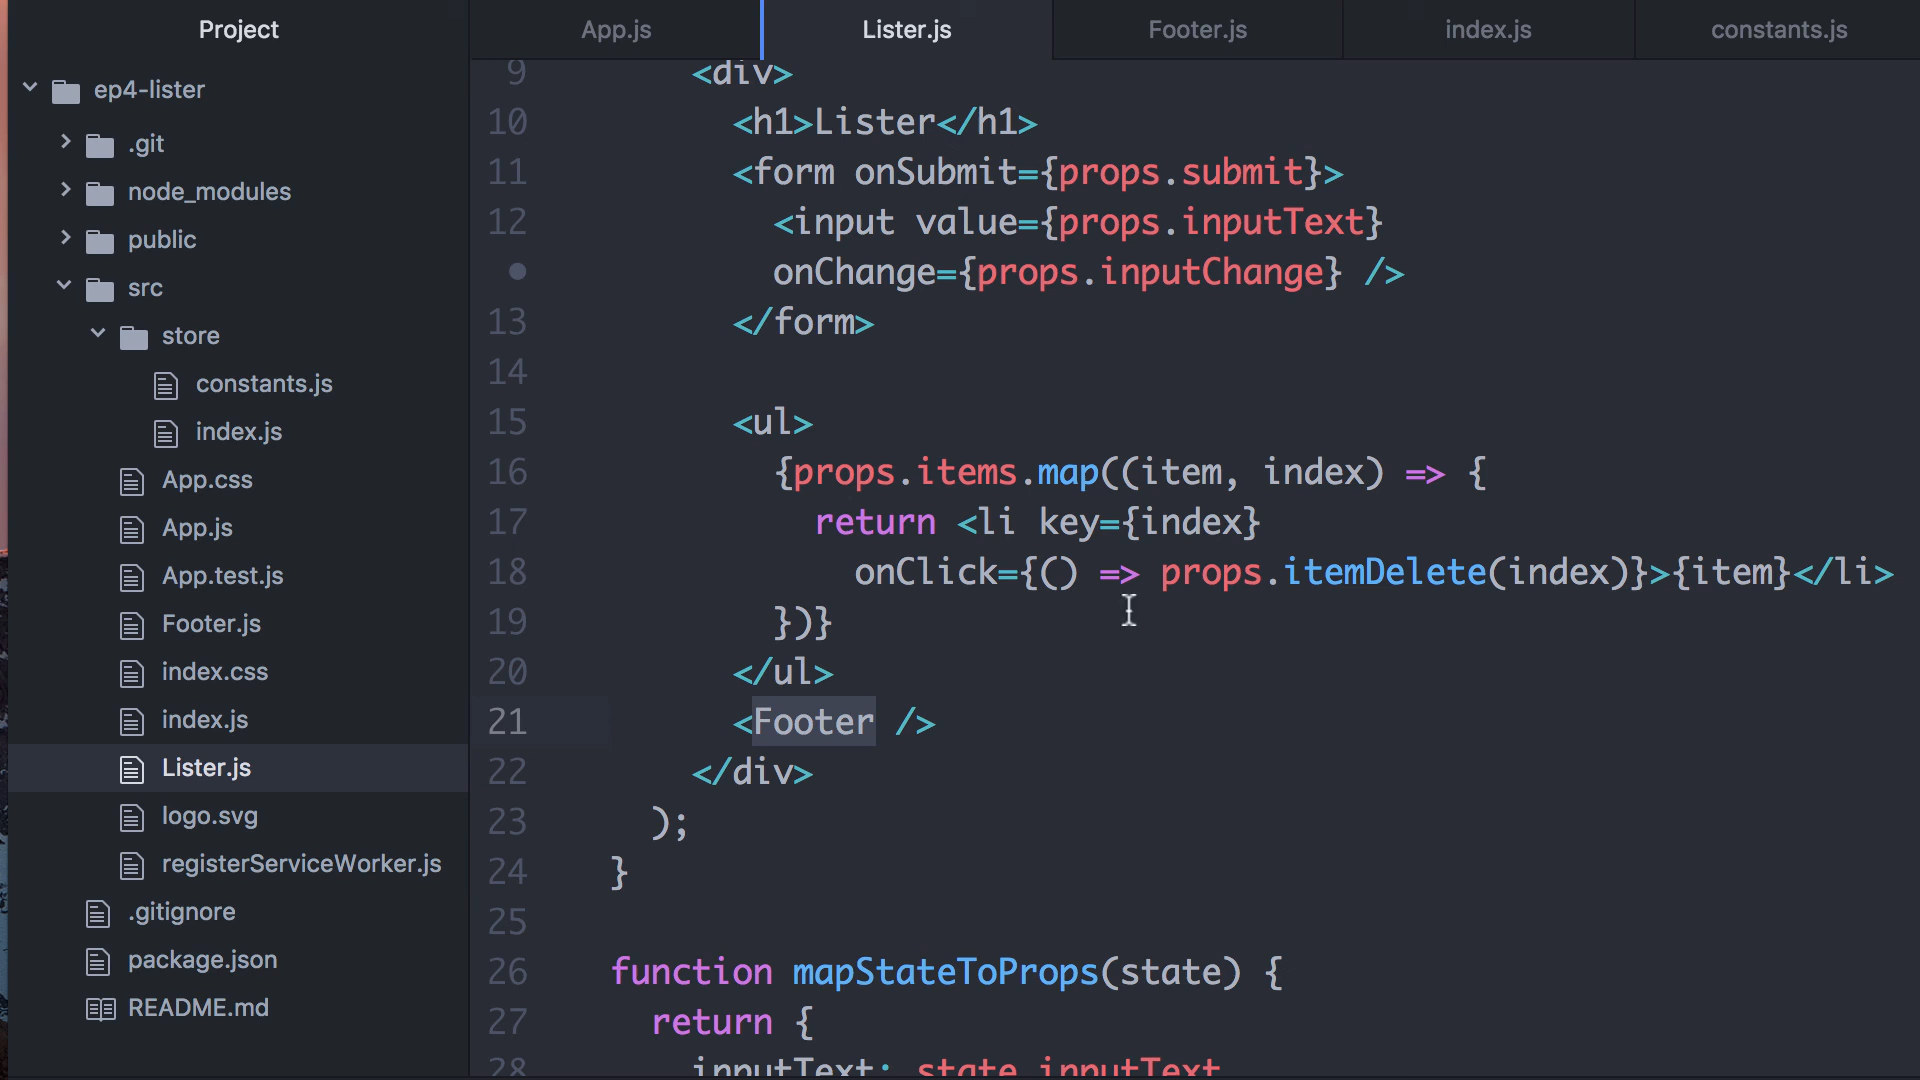 Project
App.js
Lister.js
Footer.js
index.js
constants.js
ep4-lister
.git
node_modules
public
src
store
constants.js
index.js
App.css
App.js
App.test.js
Footer.js
index.css
index.js
Lister.js
logo.svg
registerServiceWorker.js
.gitignore
package.json
README.md
9 <div>
10 <h1>Lister</h1>
11 <form onSubmit={props.submit}>
12 <input value={props.inputText}
• onChange={props.inputChange} />
13 </form>
14
15 <ul>
16 {props.items.map((item, index) => {
17 return <li key={index}
18 onClick={() => props.itemDelete(index)}>{item}</li>
19 })}
20 </ul>
21 <Footer />
22 </div>
23 );
24 }
25
26 function mapStateToProps(state) {
27 return {
28 inputText: state.inputText